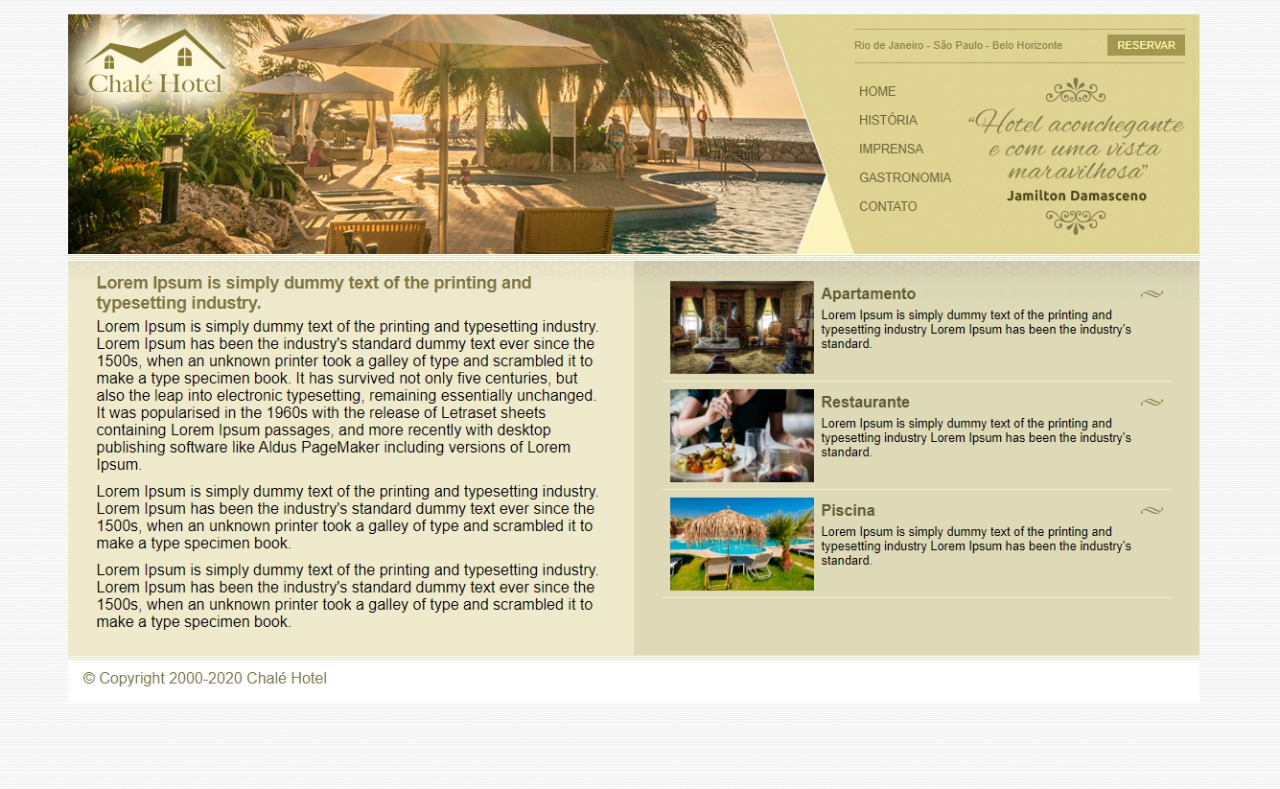 Chalé Hotel
Rio de Janeiro - São Paulo - Belo Horizonte
RESERVAR
HOME
HISTÓRIA
IMPRENSA
GASTRONOMIA
CONTATO
“Hotel aconchegante
e com uma vista
maravilhosa”
Jamilton Damasceno
Lorem Ipsum is simply dummy text of the printing and
typesetting industry.
Lorem Ipsum is simply dummy text of the printing and typesetting industry.
Lorem Ipsum has been the industry's standard dummy text ever since the
1500s, when an unknown printer took a galley of type and scrambled it to
make a type specimen book. It has survived not only five centuries, but
also the leap into electronic typesetting, remaining essentially unchanged.
It was popularised in the 1960s with the release of Letraset sheets
containing Lorem Ipsum passages, and more recently with desktop
publishing software like Aldus PageMaker including versions of Lorem
Ipsum.
Lorem Ipsum is simply dummy text of the printing and typesetting industry.
Lorem Ipsum has been the industry's standard dummy text ever since the
1500s, when an unknown printer took a galley of type and scrambled it to
make a type specimen book.
Lorem Ipsum is simply dummy text of the printing and typesetting industry.
Lorem Ipsum has been the industry's standard dummy text ever since the
1500s, when an unknown printer took a galley of type and scrambled it to
make a type specimen book.
Apartamento
Lorem Ipsum is simply dummy text of the printing and
typesetting industry Lorem Ipsum has been the industry's
standard.
Restaurante
Lorem Ipsum is simply dummy text of the printing and
typesetting industry Lorem Ipsum has been the industry's
standard.
Piscina
Lorem Ipsum is simply dummy text of the printing and
typesetting industry Lorem Ipsum has been the industry's
standard.
© Copyright 2000-2020 Chalé Hotel